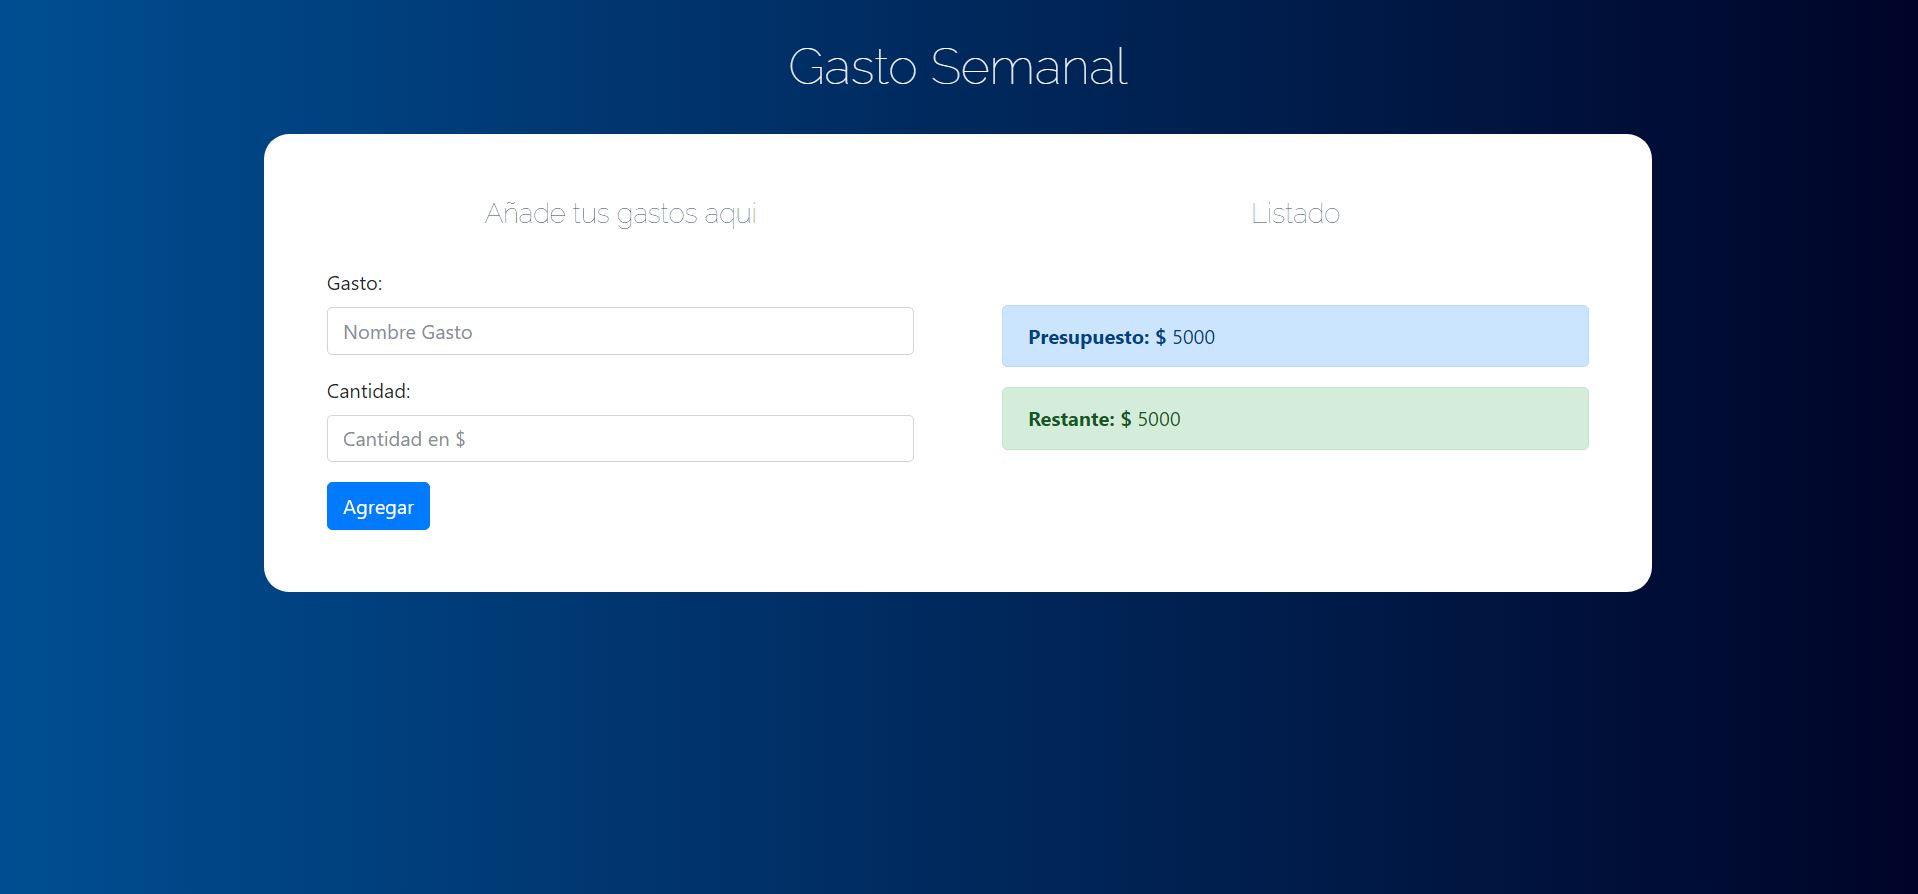 Gasto Semanal
Añade tus gastos aqui
Gasto:
Nombre Gasto
Cantidad:
Cantidad en $
Agregar
Listado
Presupuesto: $ 5000
Restante: $ 5000